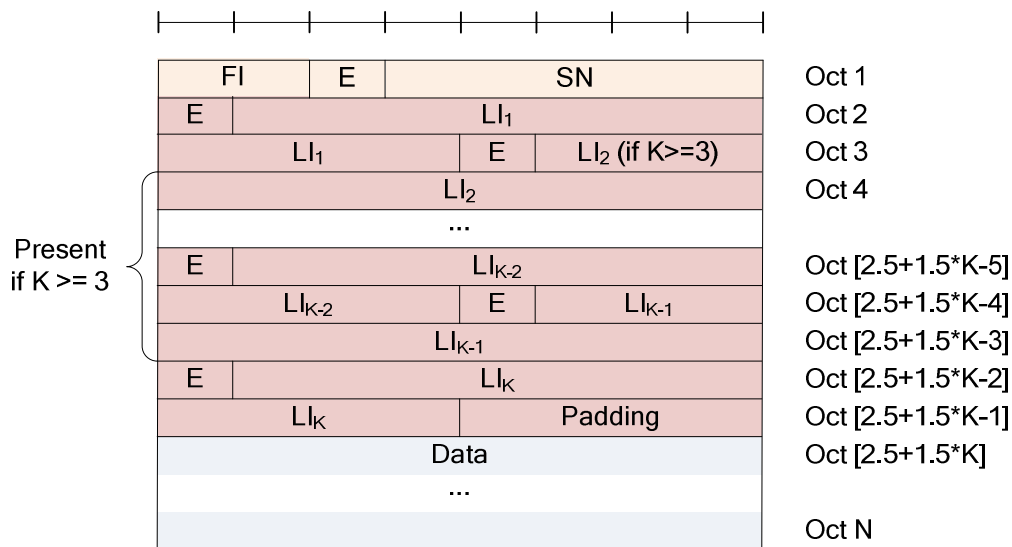 FI E SN Oct 1
E LI1 Oct 2
LI1 E LI2 (if K>=3) Oct 3
LI2 Oct 4
...
Present
if K >= 3
E LIK-2 Oct [2.5+1.5*K-5]
LIK-2 E LIK-1 Oct [2.5+1.5*K-4]
LIK-1 Oct [2.5+1.5*K-3]
E LIK Oct [2.5+1.5*K-2]
LIK Padding Oct [2.5+1.5*K-1]
Data Oct [2.5+1.5*K]
...
Oct N